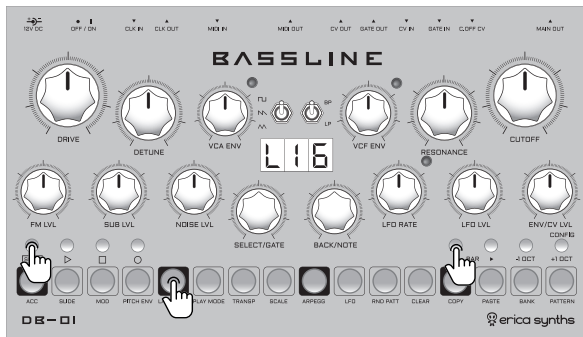 12V DC OFF / ON CLK IN CLK OUT MIDI IN MIDI OUT CV OUT GATE OUT CV IN GATE IN C.OFF CV MAIN OUT
BASSLINE
BP
LP
DRIVE DETUNE VCA ENV VCF ENV RESONANCE CUTOFF
L16
FM LVL SUB LVL NOISE LVL SELECT/GATE BACK/NOTE LFO RATE LFO LVL ENV/CV LVL
CONFIG
BAR -1 OCT +1 OCT
ACC SLIDE MOD PITCH ENV PLAY MODE TRANSP SCALE ARPEGG LFO RND PATT CLEAR COPY PASTE BANK PATTERN
DB-01 erica synths